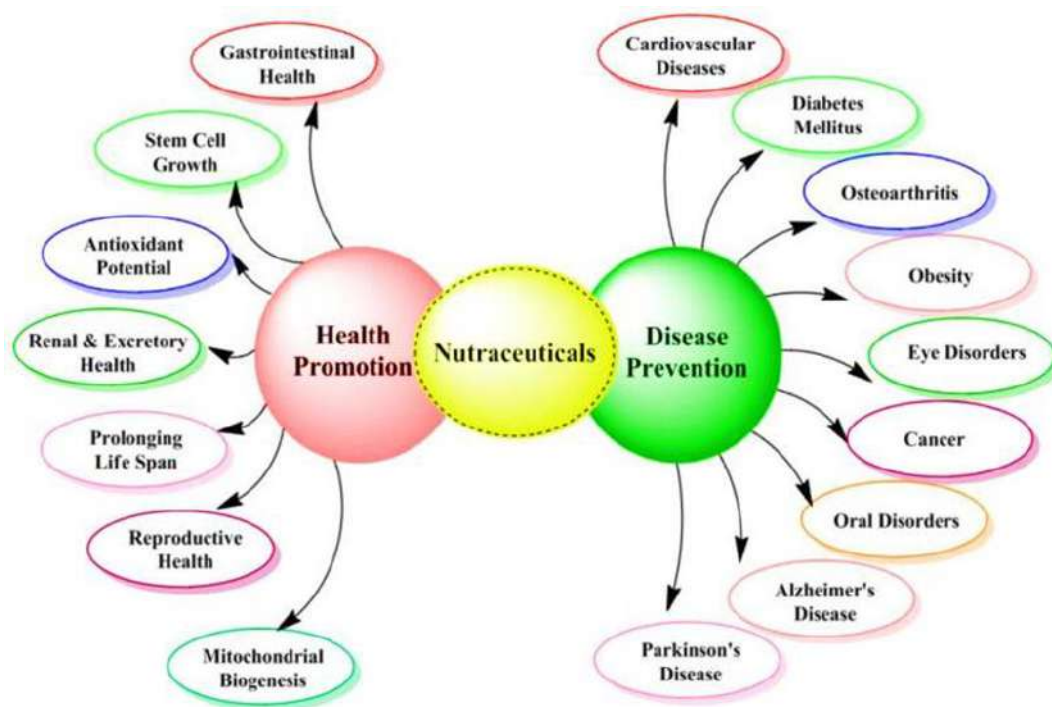 Gastrointestinal
Health
Stem Cell
Growth
Antioxidant
Potential
Renal & Excretory
Health
Prolonging
Life Span
Reproductive
Health
Mitochondrial
Biogenesis
Health
Promotion
Nutraceuticals
Disease
Prevention
Cardiovascular
Diseases
Diabetes
Mellitus
Osteoarthritis
Obesity
Eye Disorders
Cancer
Oral Disorders
Alzheimer's
Disease
Parkinson's
Disease